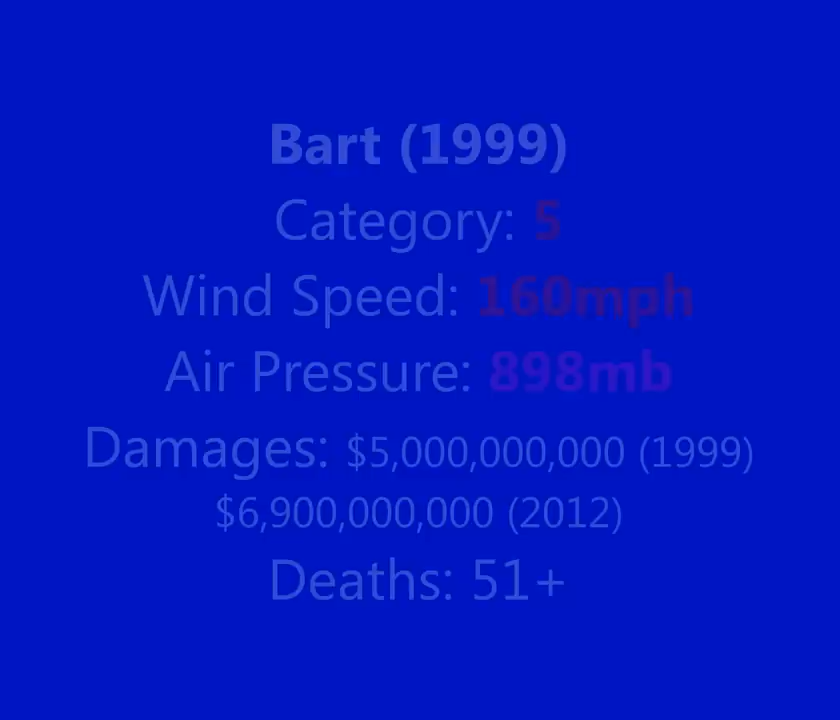 Bart (1999)
Category: 5
Wind Speed: 160mph
Air Pressure: 898mb
Damages: $5,000,000,000 (1999)
$6,900,000,000 (2012)
Deaths: 51+